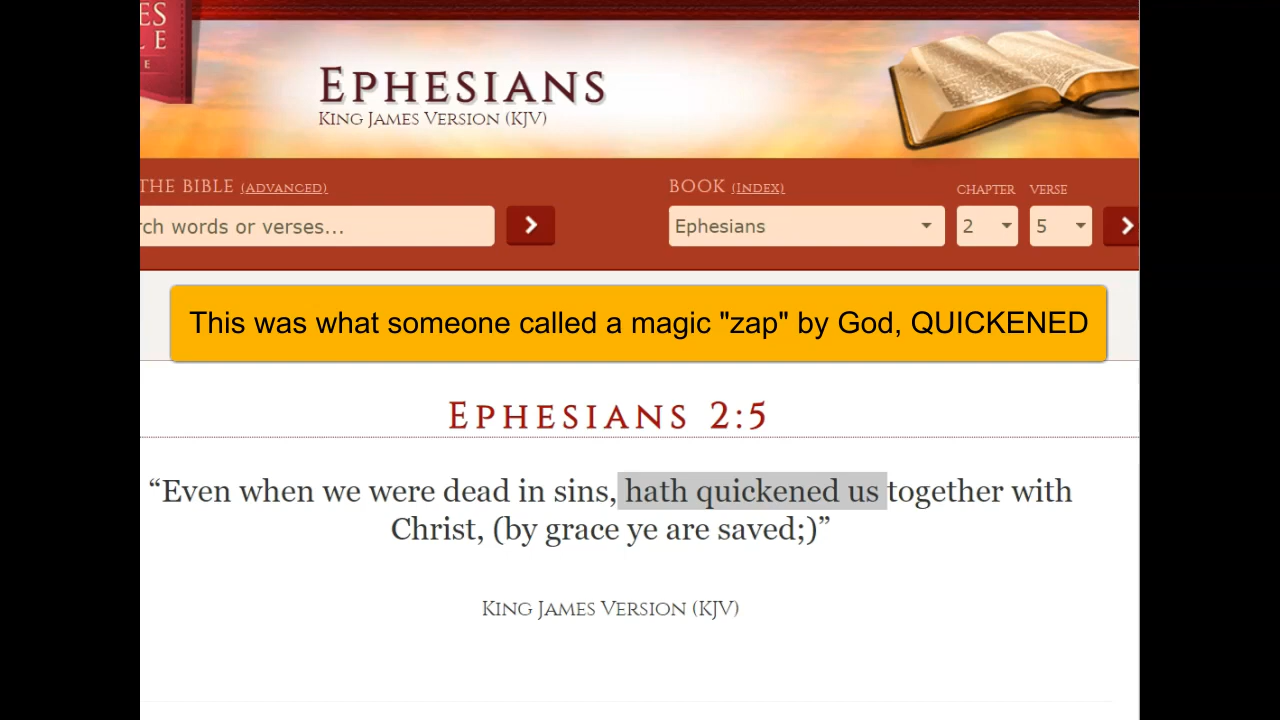 ES
LE
E
EPHESIANS
KING JAMES VERSION (KJV)
THE BIBLE (ADVANCED)
BOOK (INDEX)
CHAPTER
VERSE
rch words or verses...
Ephesians
2
5
This was what someone called a magic "zap" by God, QUICKENED
EPHESIANS 2:5
“Even when we were dead in sins, hath quickened us together with
Christ, (by grace ye are saved;)”
KING JAMES VERSION (KJV)